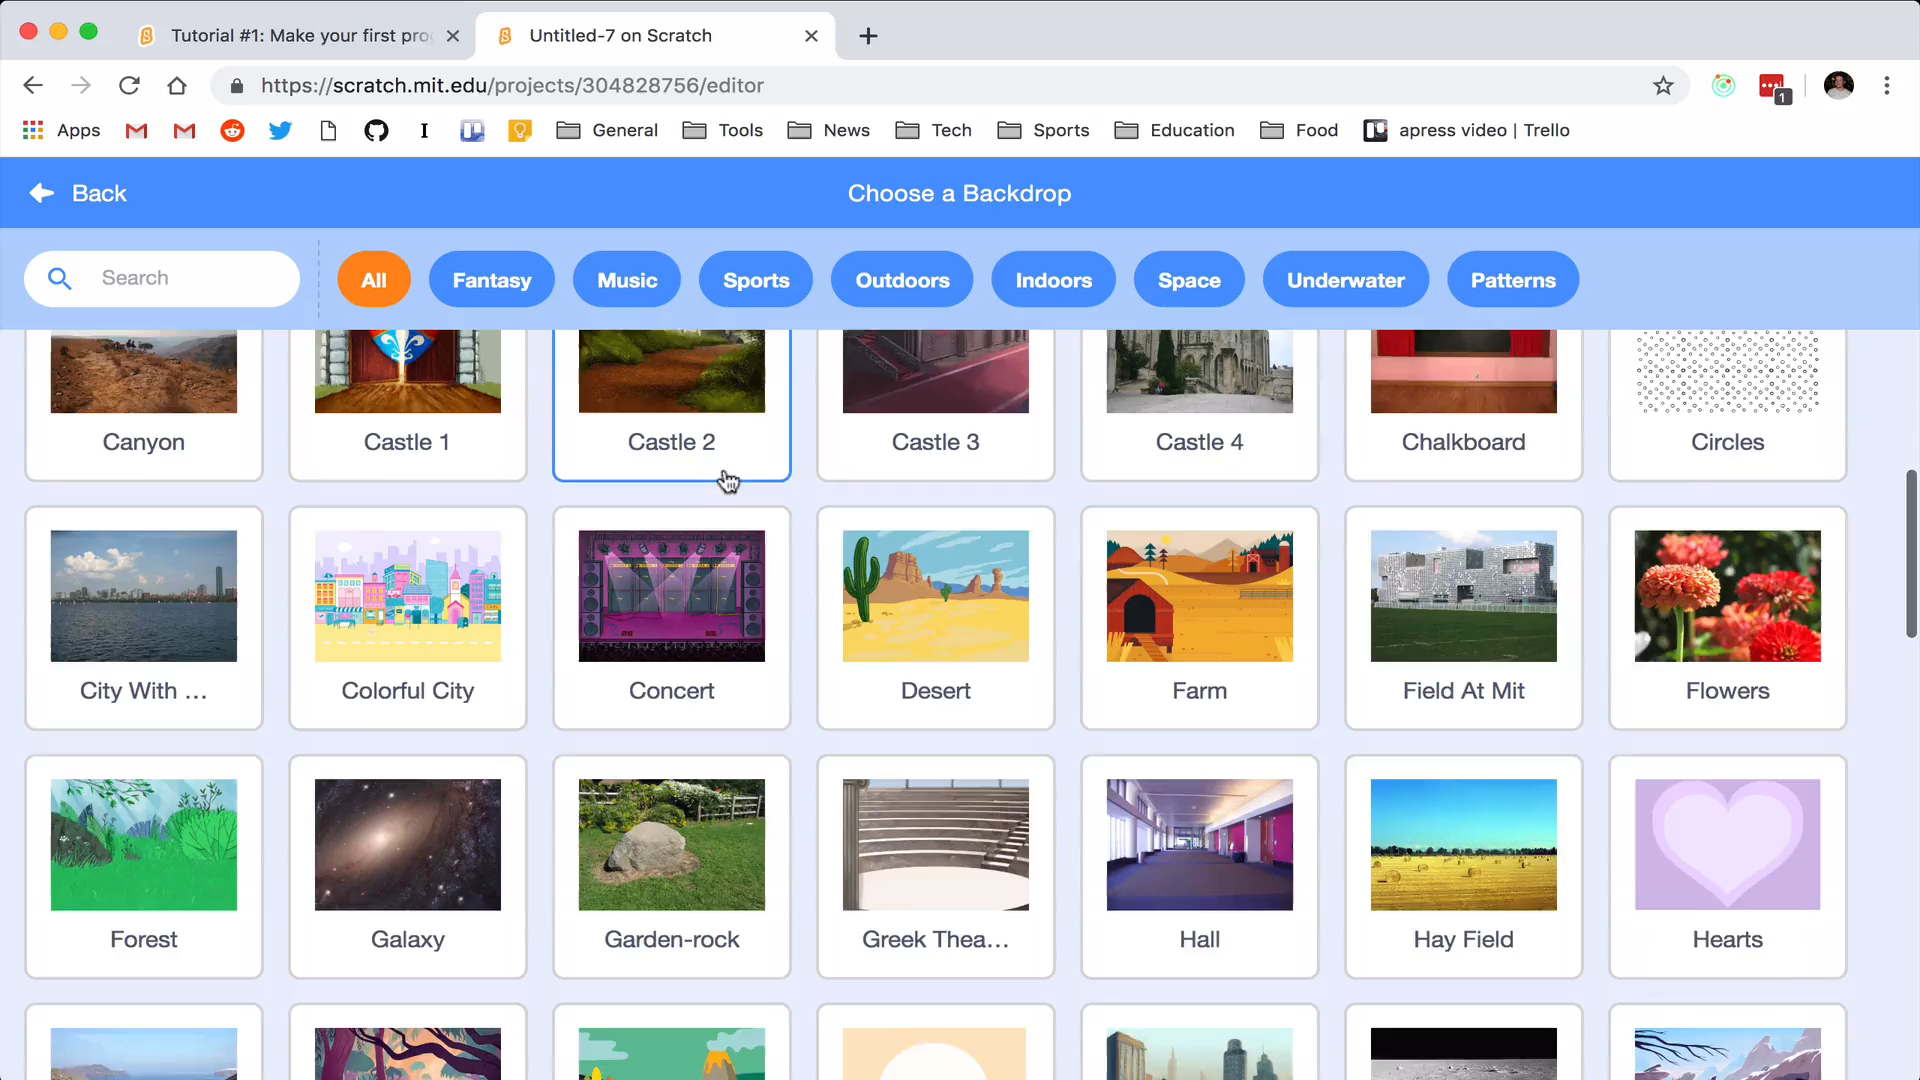 Tutorial #1: Make your first pro
Untitled-7 on Scratch
https://scratch.mit.edu/projects/304828756/editor
1
Apps
General
Tools
News
Tech
Sports
Education
Food
apress video | Trello
Back
Choose a Backdrop
Search
All
Fantasy
Music
Sports
Outdoors
Indoors
Space
Underwater
Patterns
Canyon
Castle 1
Castle 2
Castle 3
Castle 4
Chalkboard
Circles
City With ...
Colorful City
Concert
Desert
Farm
Field At Mit
Flowers
Forest
Galaxy
Garden-rock
Greek Thea...
Hall
Hay Field
Hearts